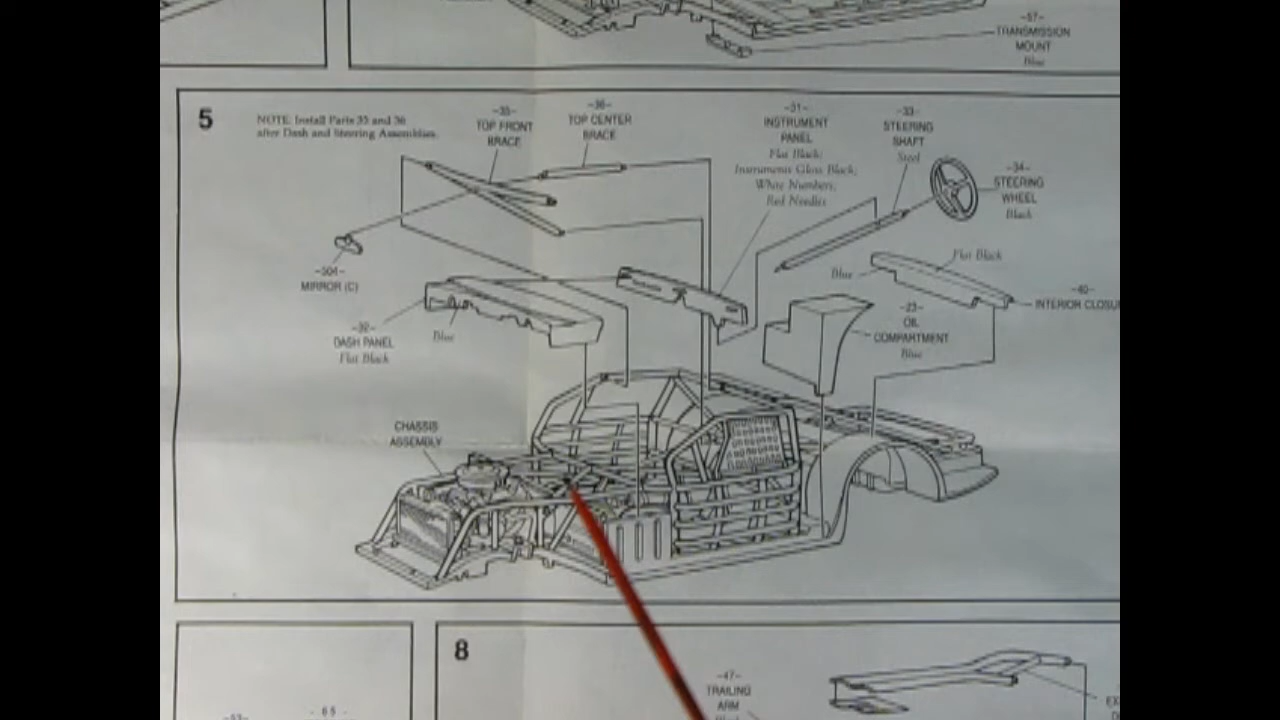 -57-
TRANSMISSION
MOUNT
Blue
5
NOTE: Install Parts 35 and 36
after Dash and Steering Assemblies.
-35-
TOP FRONT
BRACE
-36-
TOP CENTER
BRACE
-31-
INSTRUMENT
PANEL
Flat Black;
Instruments Gloss Black;
White Numbers;
Red Needles
-33-
STEERING
SHAFT
Steel
-34-
STEERING
WHEEL
Black
-504-
MIRROR (C)
-32-
DASH PANEL
Flat Black
Blue
Blue
Flat Black
-40-
INTERIOR CLOSU
-23-
OIL
COMPARTMENT
Blue
CHASSIS
ASSEMBLY
8
-47-
TRAILING
ARM
EX
-53-